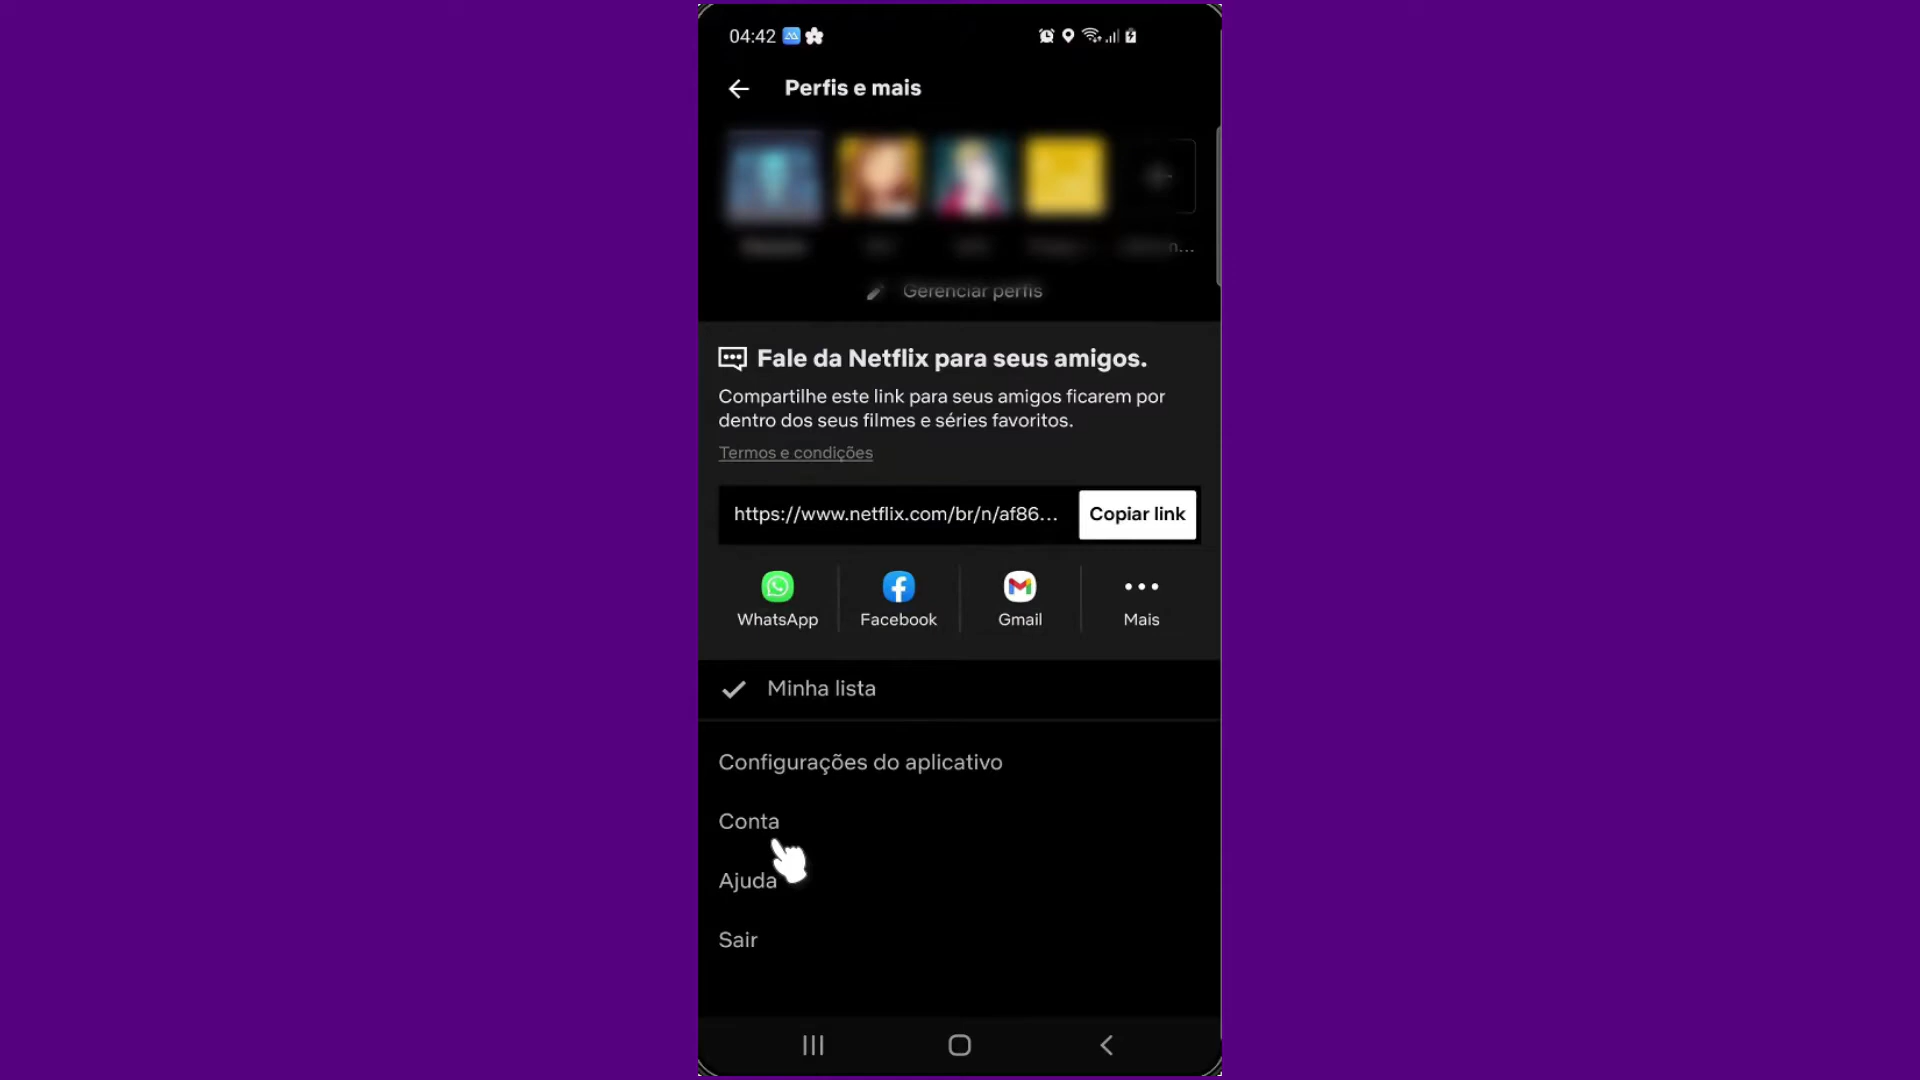 04:42
Perfis e mais
Gerenciar perfis
Fale da Netflix para seus amigos.
Compartilhe este link para seus amigos ficarem por
dentro dos seus filmes e séries favoritos.
Termos e condições
https://www.netflix.com/br/n/af86...
Copiar link
WhatsApp
Facebook
Gmail
Mais
Minha lista
Configurações do aplicativo
Conta
Ajuda
Sair